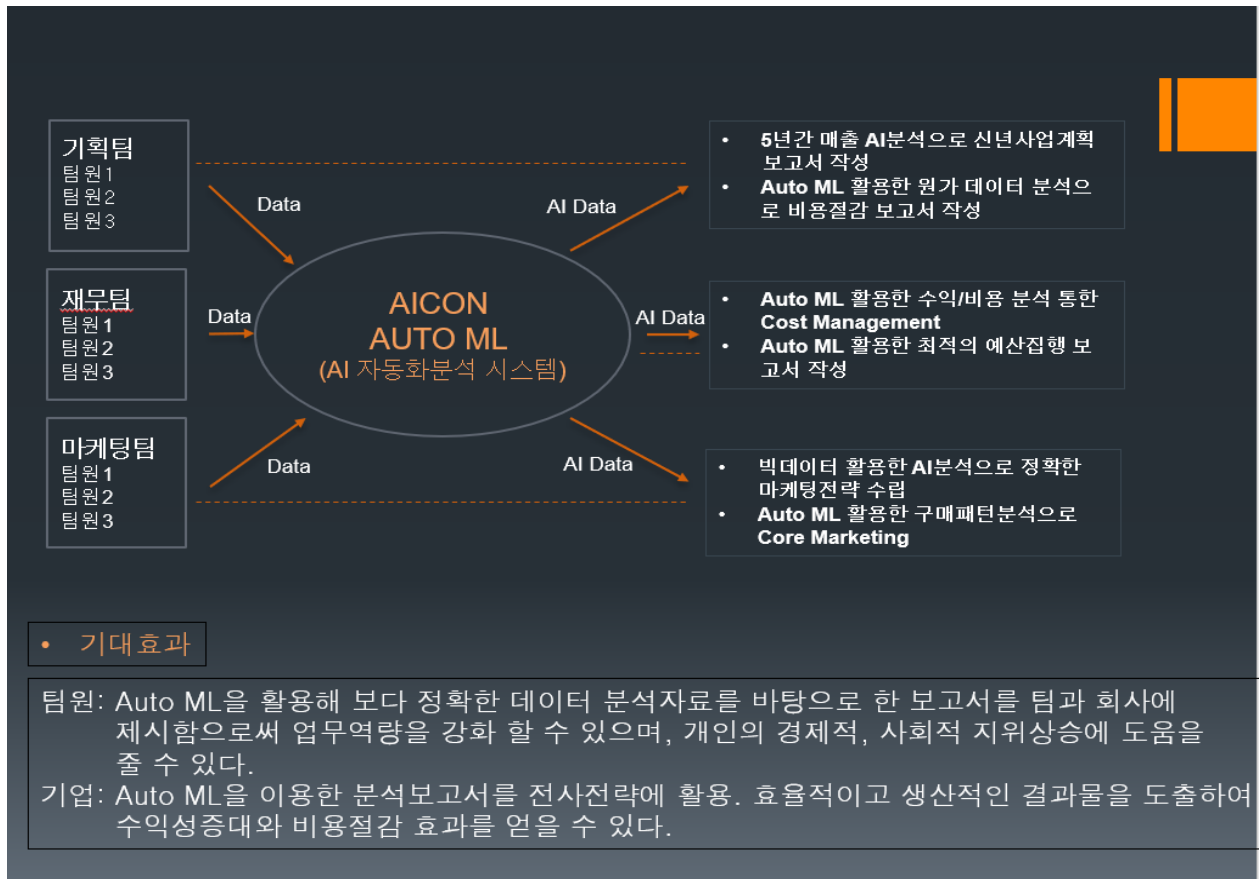 기획팀
팀원1
팀원2
팀원3
Data
AI Data
• 5년간 매출 AI분석으로 신년사업계획
보고서 작성
• Auto ML 활용한 원가 데이터 분석으
로 비용절감 보고서 작성
재무팀
팀원1
팀원2
팀원3
Data
AICON
AUTO ML
(AI 자동화분석 시스템)
AI Data
• Auto ML 활용한 수익/비용 분석 통한
Cost Management
• Auto ML 활용한 최적의 예산집행 보
고서 작성
마케팅팀
팀원1
팀원2
팀원3
Data
AI Data
• 빅데이터 활용한 AI분석으로 정확한
마케팅전략 수립
• Auto ML 활용한 구매패턴분석으로
Core Marketing
• 기대효과
팀원: Auto ML을 활용해 보다 정확한 데이터 분석자료를 바탕으로 한 보고서를 팀과 회사에
제시함으로써 업무역량을 강화 할 수 있으며, 개인의 경제적, 사회적 지위상승에 도움을
줄 수 있다.
기업: Auto ML을 이용한 분석보고서를 전사전략에 활용. 효율적이고 생산적인 결과물을 도출하여
수익성증대와 비용절감 효과를 얻을 수 있다.